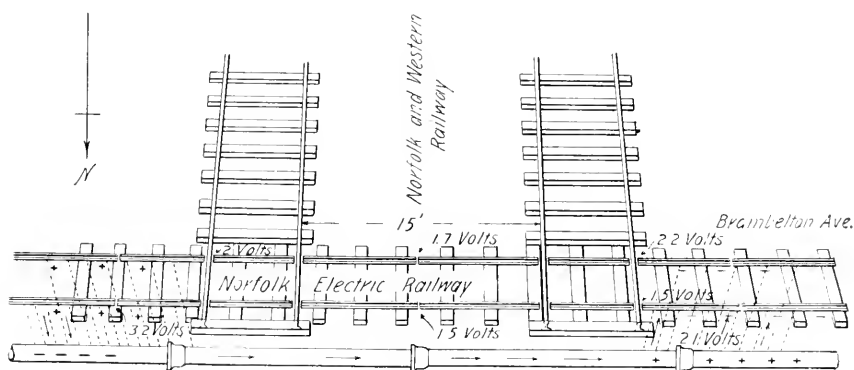 Norfolk and Western
Railway
N
15'
Brambelton Ave.
.2 Volts
1.7 Volts
2.2 Volts
Norfolk Electric Railway
1.5 Volts
3.2 Volts
1.5 Volts
2.1 Volts